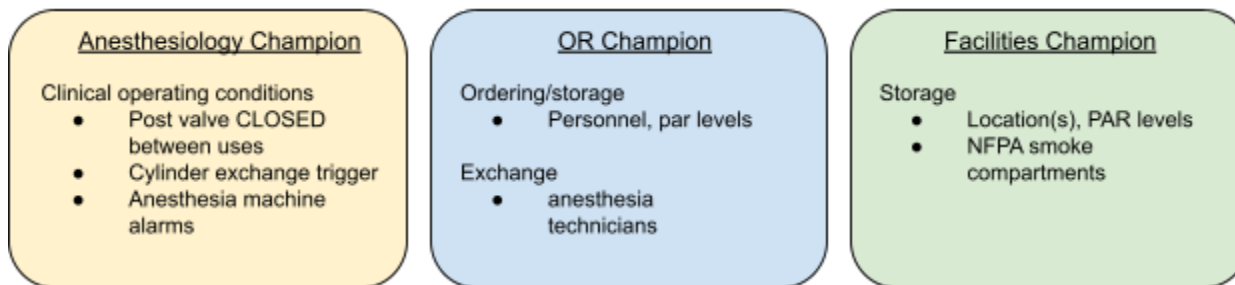 Anesthesiology Champion
Clinical operating conditions
● Post valve CLOSED
between uses
● Cylinder exchange trigger
● Anesthesia machine
alarms
OR Champion
Ordering/storage
● Personnel, par levels
Exchange
● anesthesia
technicians
Facilities Champion
Storage
● Location(s), PAR levels
● NFPA smoke
compartments